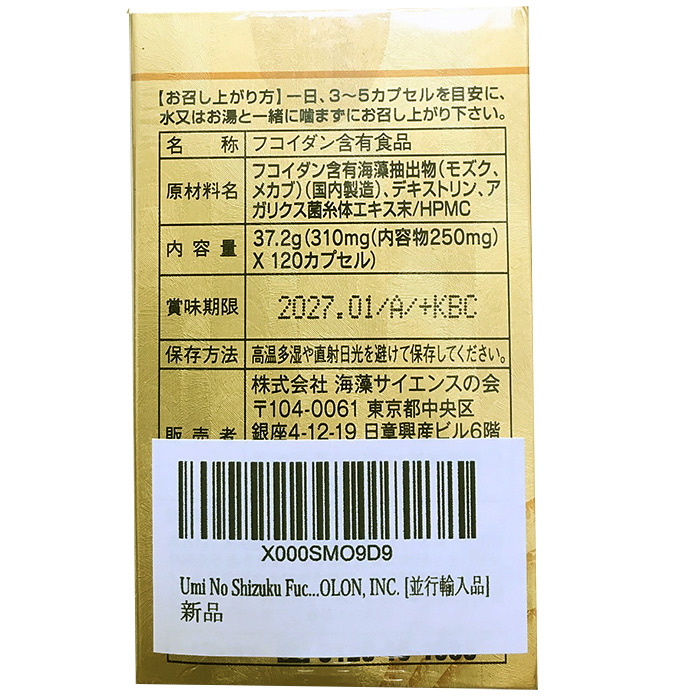 【お召し上がり方】一日、3〜5カプセルを目安に、
水又はお湯と一緒に噛まずにお召し上がり下さい。
名称 フコイダン含有食品
原材料名 フコイダン含有海藻抽出物(モズク、
メカブ)(国内製造)、デキストリン、ア
ガリクス菌糸体エキス末/HPMC
内容量 37.2g(310mg(内容物250mg)
X 120カプセル)
賞味期限 2027.01/A/+KBC
保存方法 高温多湿や直射日光を避けて保存してください。
販売者 株式会社 海藻サイエンスの会
〒104-0061 東京都中央区
銀座4-12-19 日章興産ビル6階
X000SMO9D9
Umi No Shizuku Fuc...OLON, INC. [並行輸入品]
新品